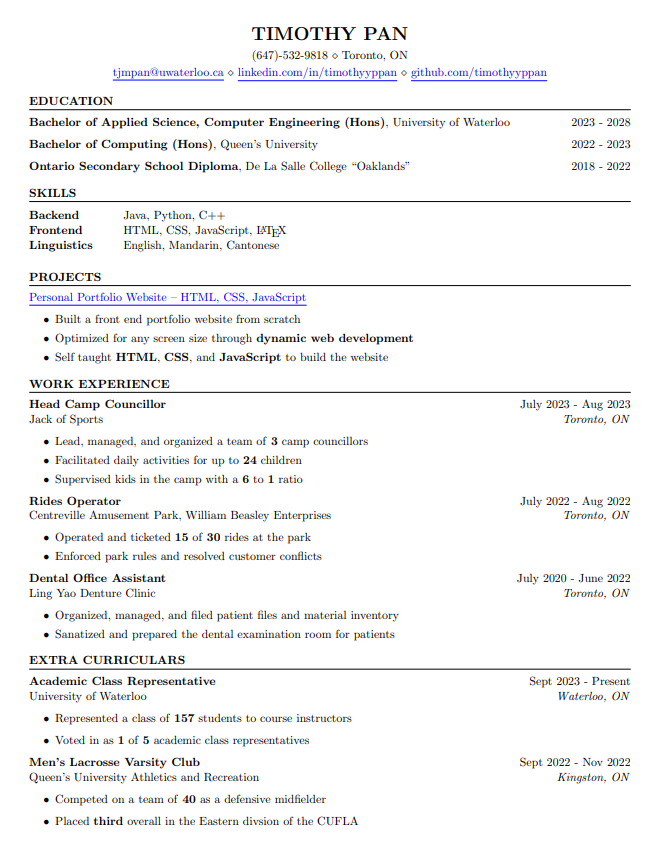 TIMOTHY PAN
(647)-532-9818 ⋄ Toronto, ON
tjmpan@uwaterloo.ca ⋄ linkedin.com/in/timothyyppan ⋄ github.com/timothyyppan
EDUCATION
Bachelor of Applied Science, Computer Engineering (Hons), University of Waterloo 2023 - 2028
Bachelor of Computing (Hons), Queen's University 2022 - 2023
Ontario Secondary School Diploma, De La Salle College “Oaklands” 2018 - 2022
SKILLS
Backend Java, Python, C++
Frontend HTML, CSS, JavaScript, LATEX
Linguistics English, Mandarin, Cantonese
PROJECTS
Personal Portfolio Website – HTML, CSS, JavaScript
• Built a front end portfolio website from scratch
• Optimized for any screen size through dynamic web development
• Self taught HTML, CSS, and JavaScript to build the website
WORK EXPERIENCE
Head Camp Councillor July 2023 - Aug 2023
Jack of Sports Toronto, ON
• Lead, managed, and organized a team of 3 camp councillors
• Facilitated daily activities for up to 24 children
• Supervised kids in the camp with a 6 to 1 ratio
Rides Operator July 2022 - Aug 2022
Centreville Amusement Park, William Beasley Enterprises Toronto, ON
• Operated and ticketed 15 of 30 rides at the park
• Enforced park rules and resolved customer conflicts
Dental Office Assistant July 2020 - June 2022
Ling Yao Denture Clinic Toronto, ON
• Organized, managed, and filed patient files and material inventory
• Sanatized and prepared the dental examination room for patients
EXTRA CURRICULARS
Academic Class Representative Sept 2023 - Present
University of Waterloo Waterloo, ON
• Represented a class of 157 students to course instructors
• Voted in as 1 of 5 academic class representatives
Men's Lacrosse Varsity Club Sept 2022 - Nov 2022
Queen's University Athletics and Recreation Kingston, ON
• Competed on a team of 40 as a defensive midfielder
• Placed third overall in the Eastern divsion of the CUFLA